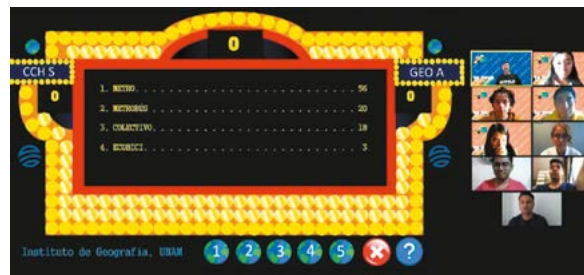 0
CCH S
GEO A
0
0
1. METRO. . . . . . . . . . . . . . . . . . . . . . . . 56
2. METROBÚS . . . . . . . . . . . . . . . . . . . . . . 20
3. COLECTIVO. . . . . . . . . . . . . . . . . . . . . . 18
4. ECOBICI. . . . . . . . . . . . . . . . . . . . . . . 3
Instituto de Geografía, UNAM
1 2 3 4 5 X ?